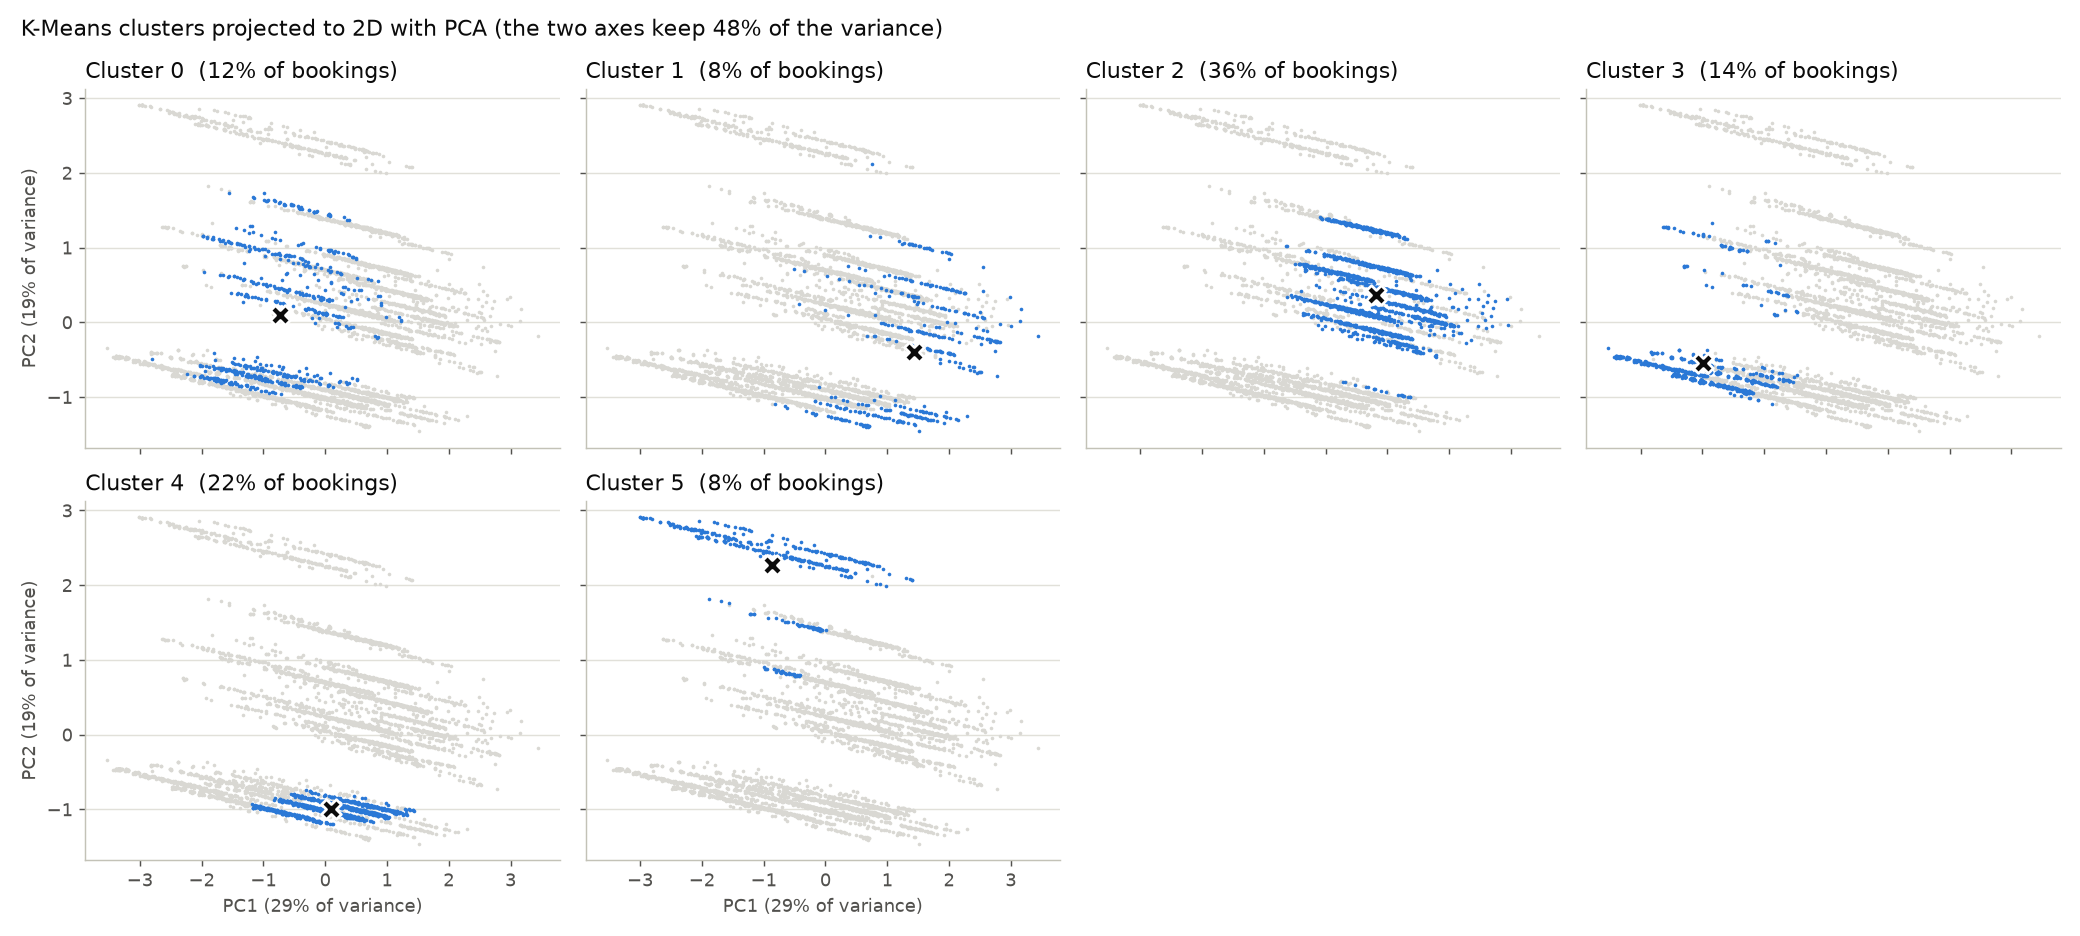 K-Means clusters projected to 2D with PCA (the two axes keep 48% of the variance)
Cluster 0 (12% of bookings)
Cluster 1 (8% of bookings)
Cluster 2 (36% of bookings)
Cluster 3 (14% of bookings)
3
2
1
0
−1
PC2 (19% of variance)
Cluster 4 (22% of bookings)
Cluster 5 (8% of bookings)
3
2
1
0
−1
PC2 (19% of variance)
−3 −2 −1 0 1 2 3
−3 −2 −1 0 1 2 3
PC1 (29% of variance)
PC1 (29% of variance)